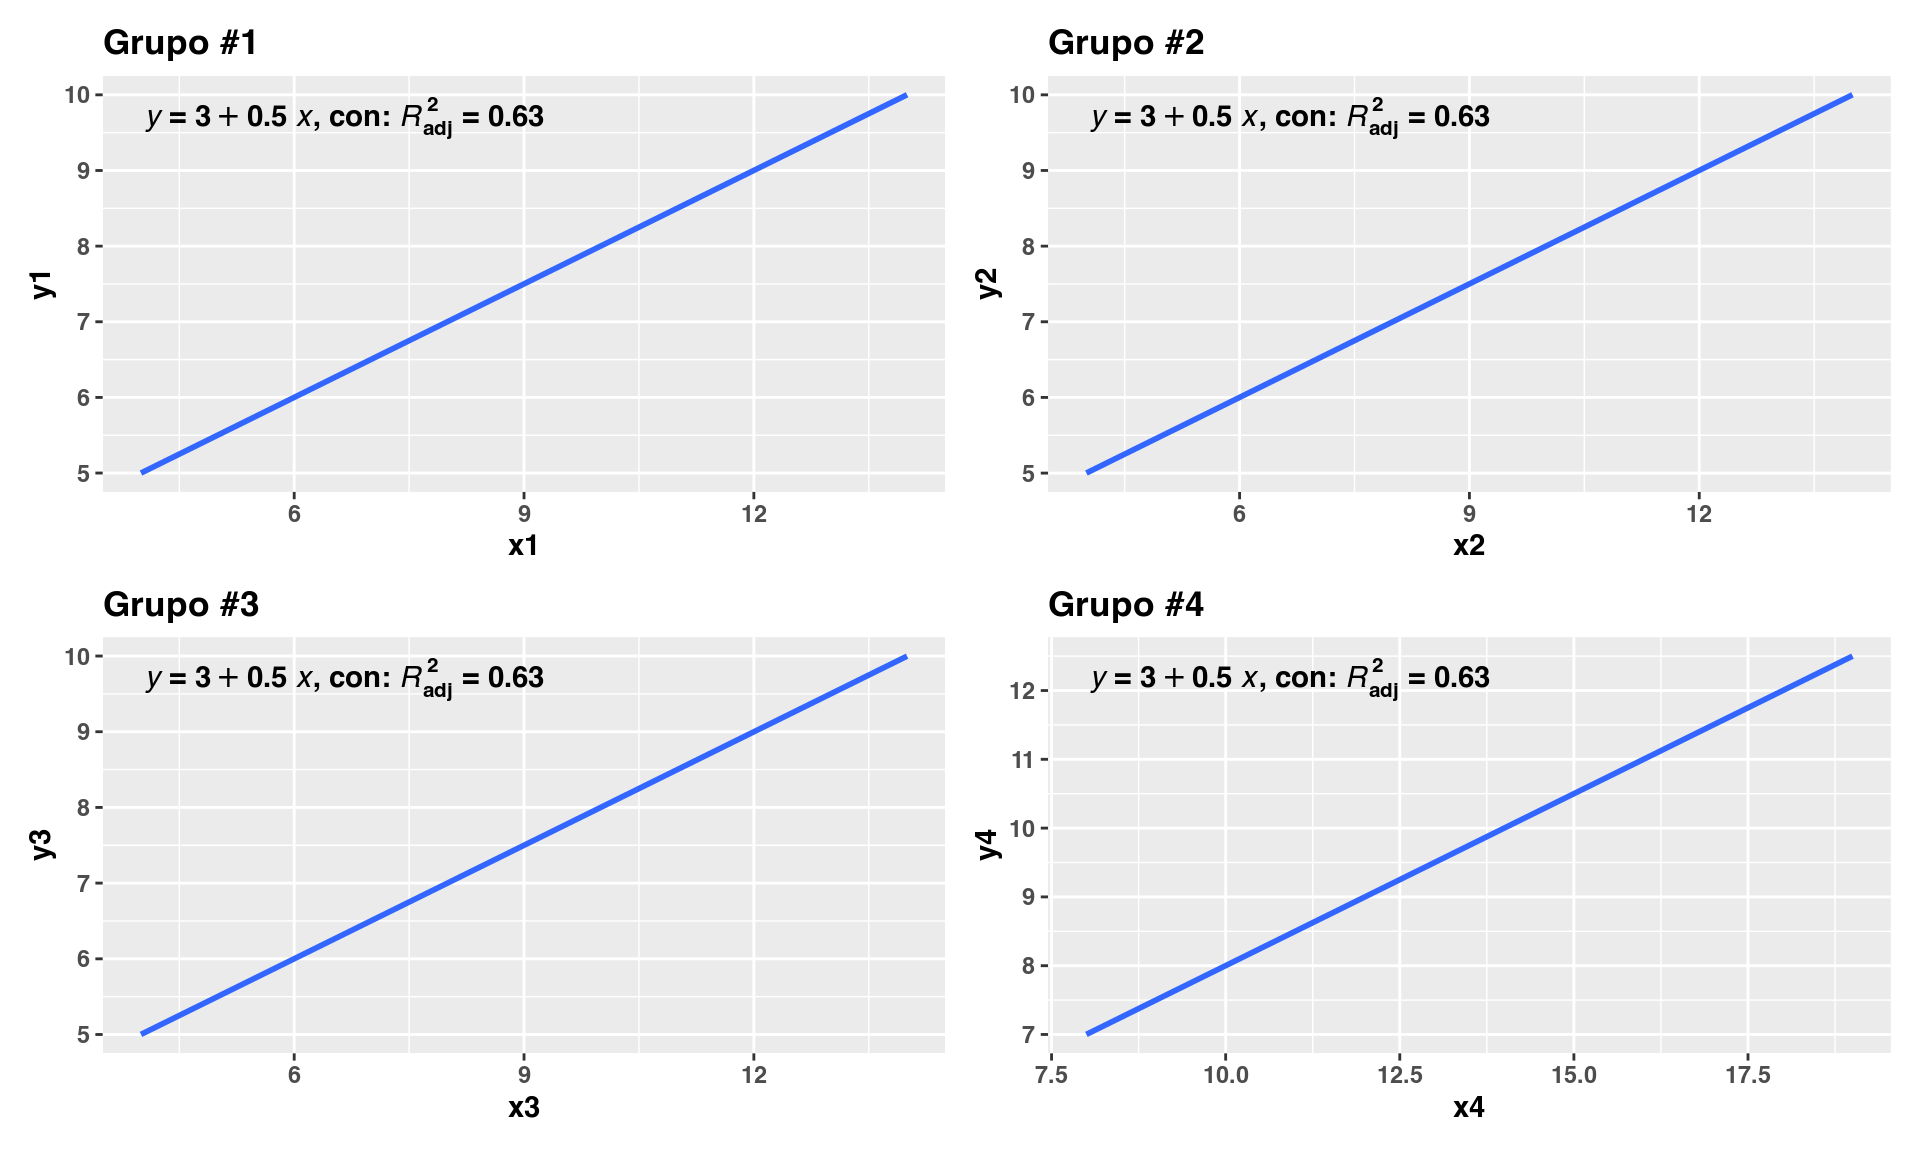 Grupo #1
y = 3 + 0.5 x, con: R²adj = 0.63
10
9
8
7
6
5
y1
6 9 12
x1
Grupo #2
y = 3 + 0.5 x, con: R²adj = 0.63
10
9
8
7
6
5
y2
6 9 12
x2
Grupo #3
y = 3 + 0.5 x, con: R²adj = 0.63
10
9
8
7
6
5
y3
6 9 12
x3
Grupo #4
y = 3 + 0.5 x, con: R²adj = 0.63
12
11
10
9
8
7
y4
7.5 10.0 12.5 15.0 17.5
x4